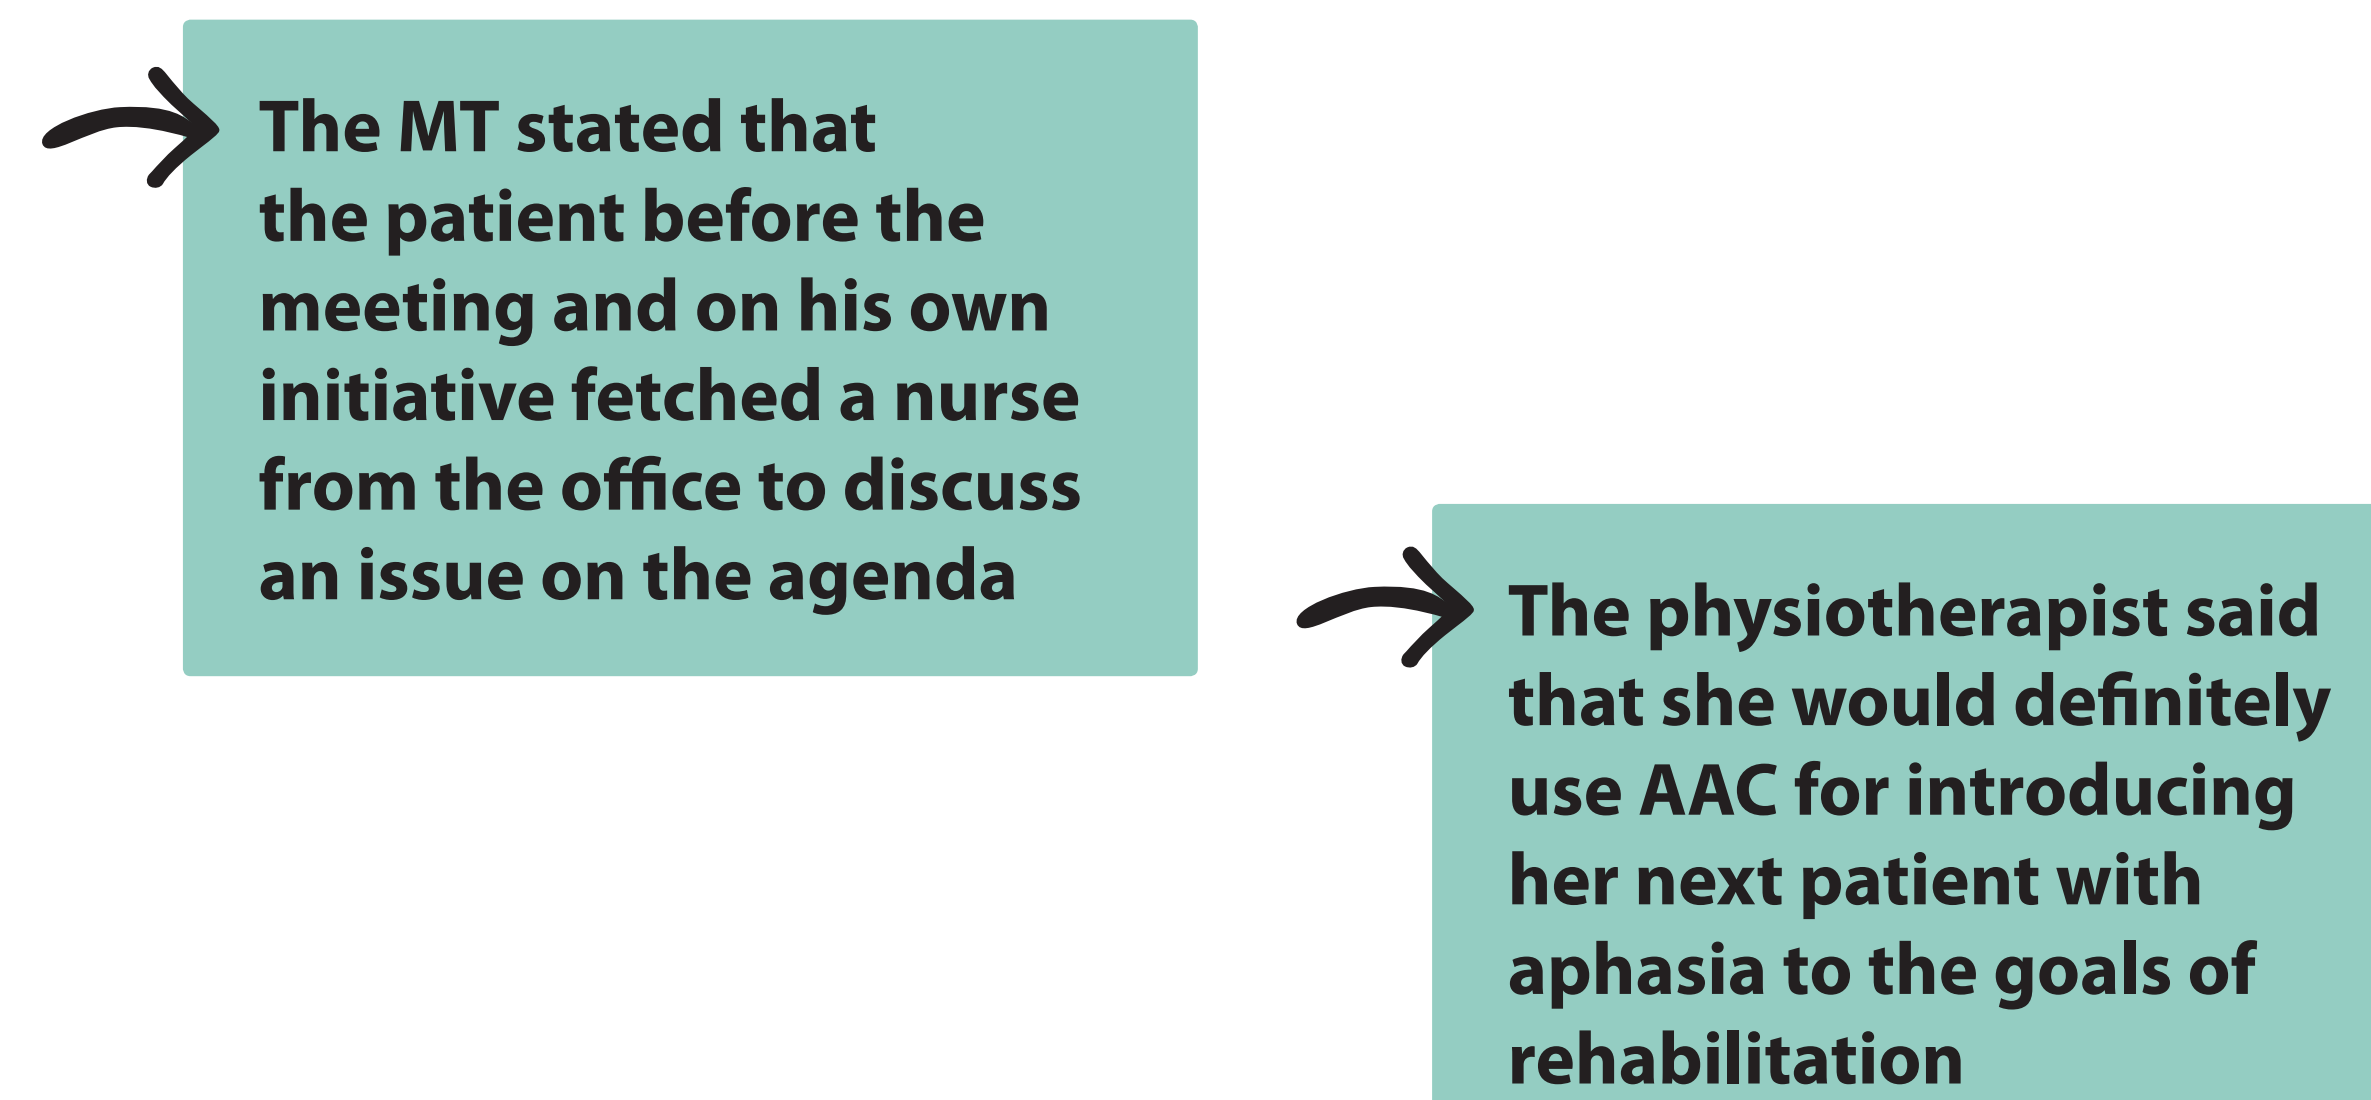 The MT stated that
the patient before the
meeting and on his own
initiative fetched a nurse
from the office to discuss
an issue on the agenda
The physiotherapist said
that she would definitely
use AAC for introducing
her next patient with
aphasia to the goals of
rehabilitation